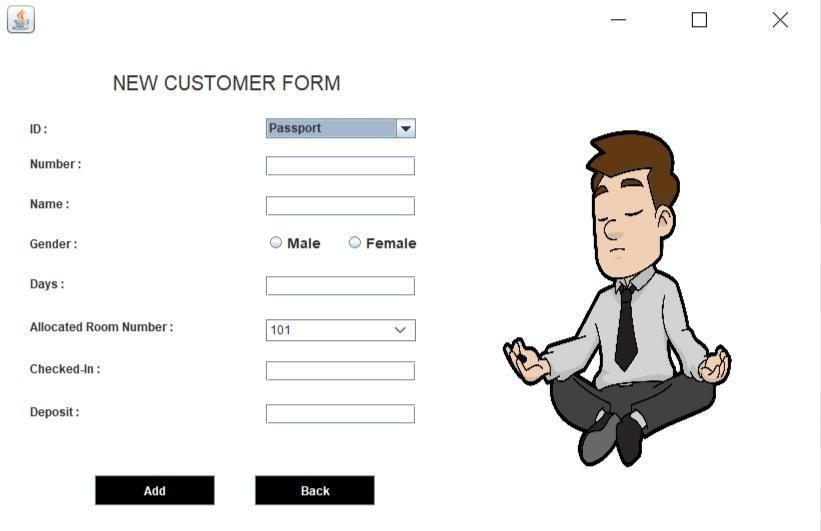 NEW CUSTOMER FORM
ID : Passport
Number :
Name :
Gender : Male Female
Days :
Allocated Room Number : 101
Checked-In :
Deposit :
Add Back